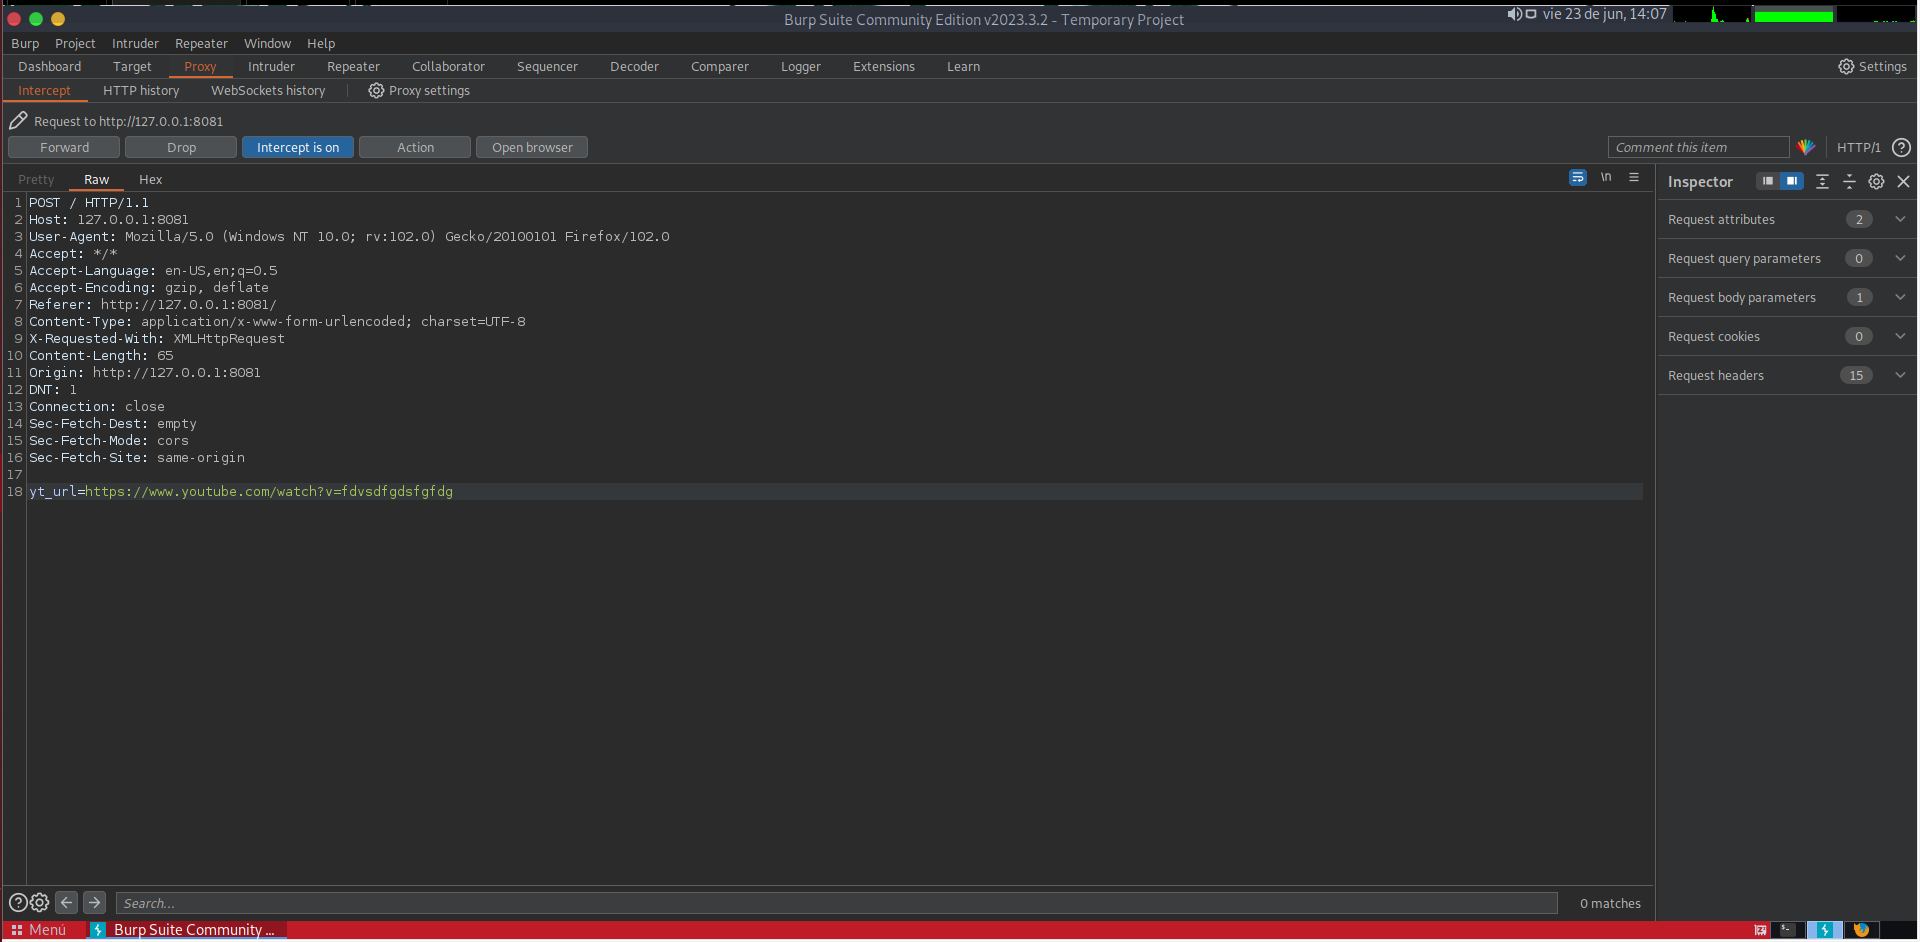 Burp Suite Community Edition v2023.3.2 - Temporary Project
vie 23 de jun, 14:07
Burp Project Intruder Repeater Window Help
Dashboard Target Proxy Intruder Repeater Collaborator Sequencer Decoder Comparer Logger Extensions Learn Settings
Intercept HTTP history WebSockets history Proxy settings
Request to http://127.0.0.1:8081
Forward Drop Intercept is on Action Open browser Comment this item HTTP/1 ?
Pretty Raw Hex \n
1 POST / HTTP/1.1
2 Host: 127.0.0.1:8081
3 User-Agent: Mozilla/5.0 (Windows NT 10.0; rv:102.0) Gecko/20100101 Firefox/102.0
4 Accept: */*
5 Accept-Language: en-US,en;q=0.5
6 Accept-Encoding: gzip, deflate
7 Referer: http://127.0.0.1:8081/
8 Content-Type: application/x-www-form-urlencoded; charset=UTF-8
9 X-Requested-With: XMLHttpRequest
10 Content-Length: 65
11 Origin: http://127.0.0.1:8081
12 DNT: 1
13 Connection: close
14 Sec-Fetch-Dest: empty
15 Sec-Fetch-Mode: cors
16 Sec-Fetch-Site: same-origin
17
18 yt_url=https://www.youtube.com/watch?v=fdvsdfgdsfgfdg
Inspector
Request attributes 2
Request query parameters 0
Request body parameters 1
Request cookies 0
Request headers 15
? Search... 0 matches
Menú Burp Suite Community ...